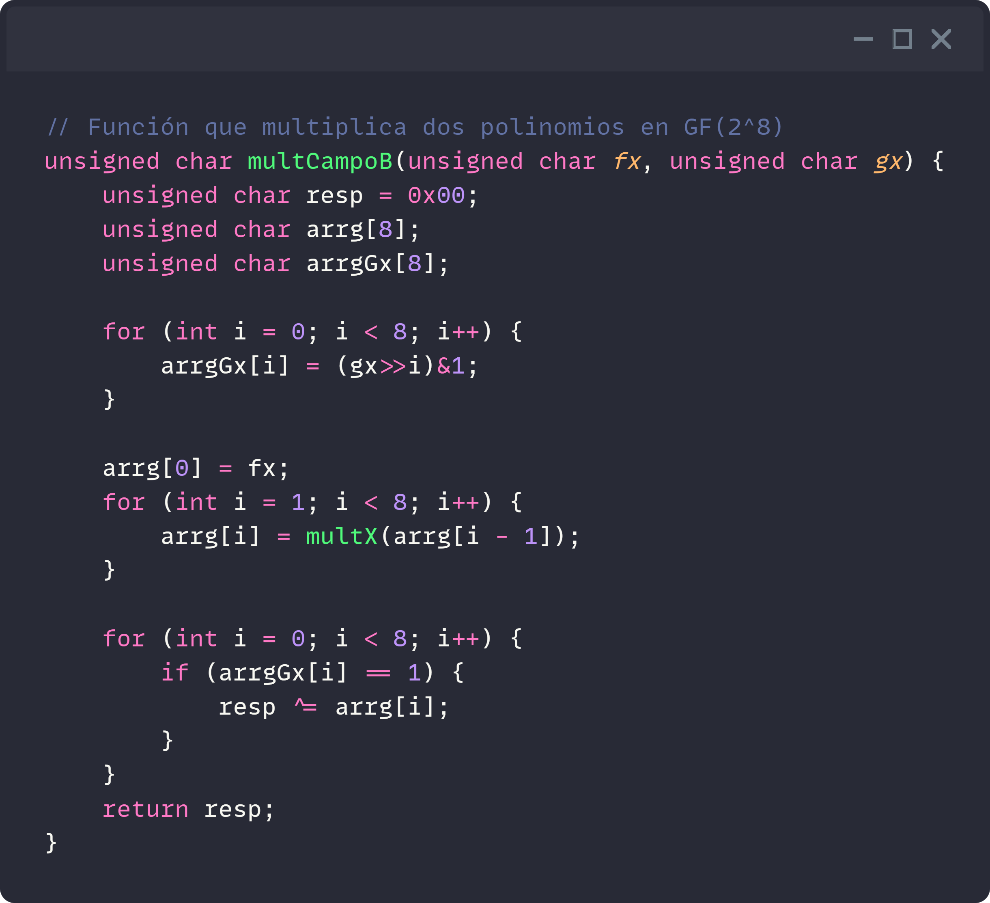 // Función que multiplica dos polinomios en GF(2^8)
unsigned char multCampoB(unsigned char fx, unsigned char gx) {
    unsigned char resp = 0x00;
    unsigned char arrg[8];
    unsigned char arrgGx[8];

    for (int i = 0; i < 8; i++) {
        arrgGx[i] = (gx>>i)&1;
    }

    arrg[0] = fx;
    for (int i = 1; i < 8; i++) {
        arrg[i] = multX(arrg[i - 1]);
    }

    for (int i = 0; i < 8; i++) {
        if (arrgGx[i] == 1) {
            resp ^= arrg[i];
        }
    }
    return resp;
}